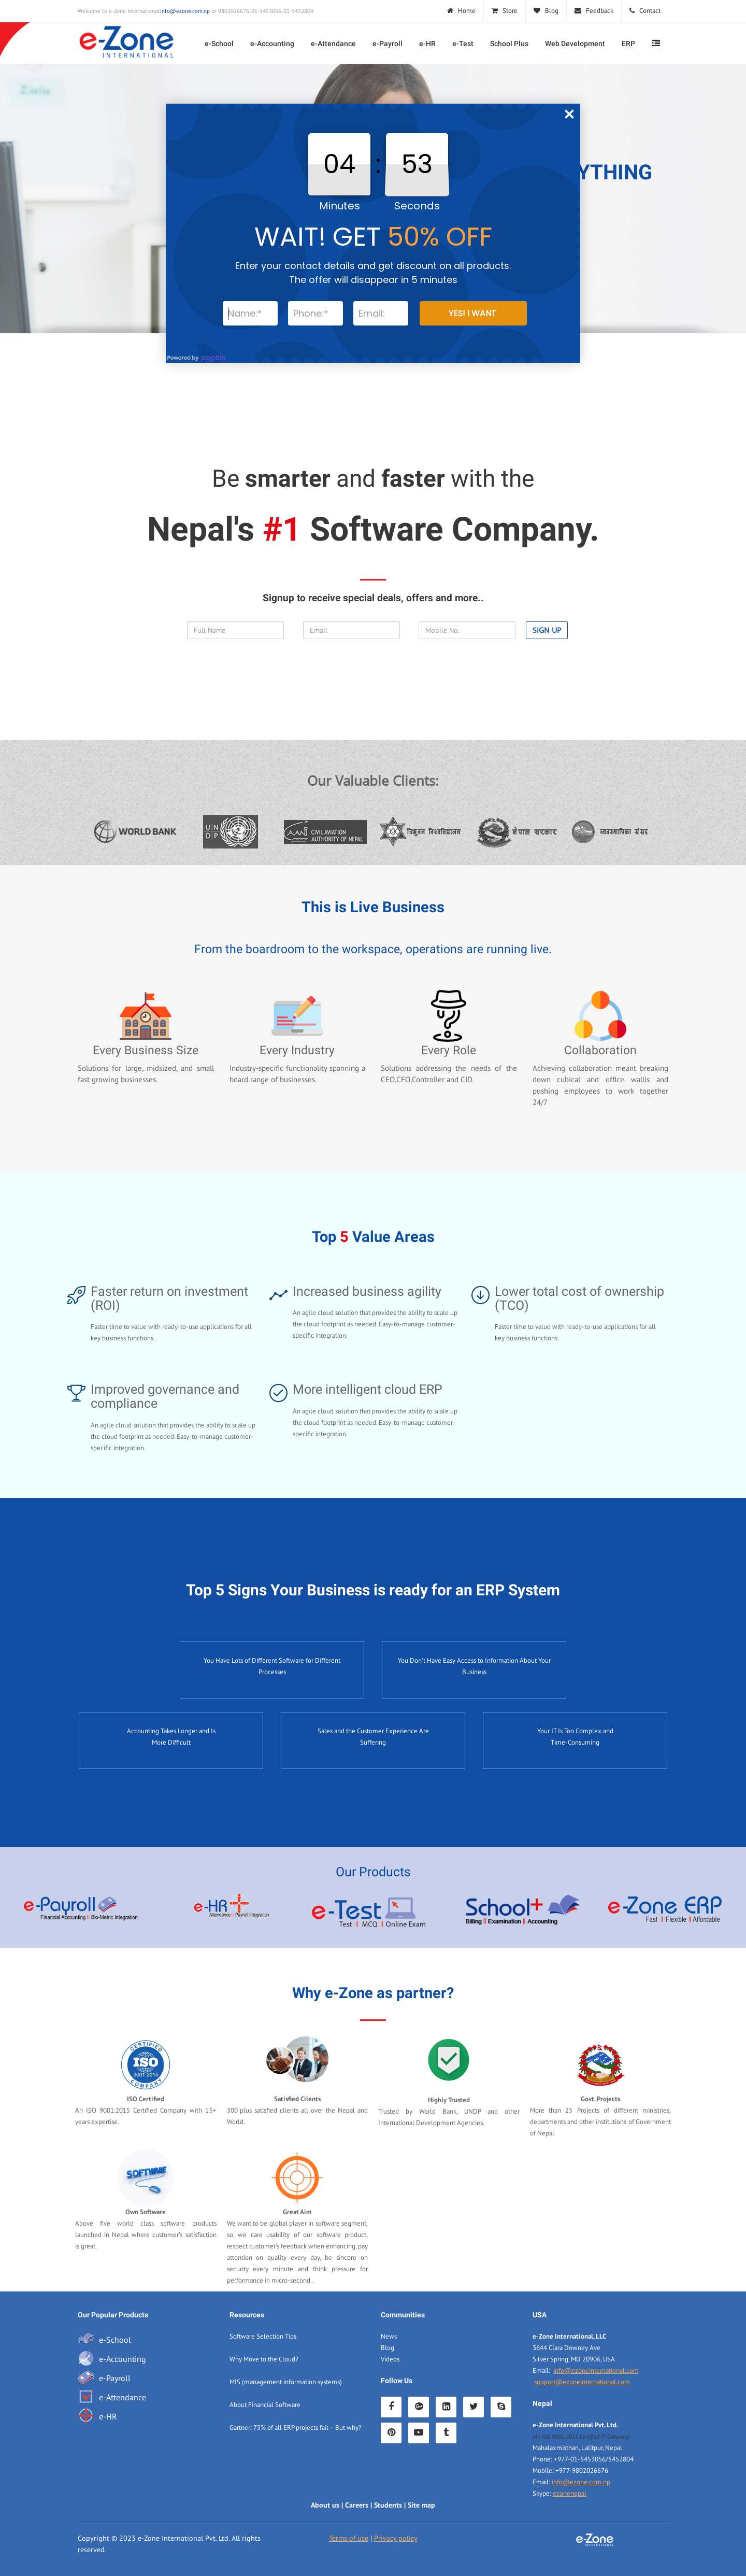 Welcome to e-Zone International info@ezone.com.np or 9802026676, 01-5453056, 01-5452804
Home
Store
Blog
Feedback
Contact
e-Zone
INTERNATIONAL
e-School
e-Accounting
e-Attendance
e-Payroll
e-HR
e-Test
School Plus
Web Development
ERP
YTHING
04
:
53
Minutes
Seconds
WAIT! GET 50% OFF
Enter your contact details and get discount on all products.
The offer will disappear in 5 minutes
Name:*
Phone:*
Email:
YES! I WANT
Powered by poptin
Be smarter and faster with the
Nepal's #1 Software Company.
Signup to receive special deals, offers and more..
Full Name
Email
Mobile No.
SIGN UP
Our Valuable Clients:
WORLD BANK
U N
D P
CIVIL AVIATION
AUTHORITY OF NEPAL
त्रिभुवन विश्वविद्यालय
नेपाल सरकार
व्यवस्थापिका संसद
This is Live Business
From the boardroom to the workspace, operations are running live.
Every Business Size
Solutions for large, midsized, and small
fast growing businesses.
Every Industry
Industry-specific functionality spanning a
board range of businesses.
Every Role
Solutions addressing the needs of the
CEO,CFO,Controller and CIO.
Collaboration
Achieving collaboration meant breaking
down cubical and office wallls and
pushing employees to work together
24/7
Top 5 Value Areas
Faster return on investment
(ROI)
Faster time to value with ready-to-use applications for all
key business functions.
Increased business agility
An agile cloud solution that provides the ability to scale up
the cloud footprint as needed. Easy-to-manage customer-
specific integration.
Lower total cost of ownership
(TCO)
Faster time to value with ready-to-use applications for all
key business functions.
Improved governance and
compliance
An agile cloud solution that provides the ability to scale up
the cloud footprint as needed. Easy-to-manage customer-
specific integration.
More intelligent cloud ERP
An agile cloud solution that provides the ability to scale up
the cloud footprint as needed. Easy-to-manage customer-
specific integration.
Top 5 Signs Your Business is ready for an ERP System
You Have Lots of Different Software for Different
Processes
You Don't Have Easy Access to Information About Your
Business
Accounting Takes Longer and Is
More Difficult
Sales and the Customer Experience Are
Suffering
Your IT Is Too Complex and
Time-Consuming
Our Products
e-Payroll
Financial Accounting || Bio-Metric Integration
e-HR
Attendance :: Payroll Integration
e-Test
Test || MCQ || Online Exam
School+
Billing || Examination || Accounting
e-Zone ERP
Fast || Flexible || Affordable
Why e-Zone as partner?
CERTIFIED
ISO
9001:2015
COMPANY
ISO Certified
An ISO 9001:2015 Certified Company with 15+
years expertise.
Satisfied Cilents
300 plus satisfied clients all over the Nepal and
World.
Highly Trusted
Trusted by World Bank, UNDP and other
International Development Agencies.
Govt. Projects
More than 25 Projects of different ministries,
departments and other institutions of Government
of Nepal.
SOFTWARE
Own Software
Above five world class software products
launched in Nepal where customer's satisfaction
is great.
Great Aim
We want to be global player in software segment,
so, we care usability of our software product,
respect customer's feedback when enhancing, pay
attention on quality every day, be sincere on
security every minute and think pressure for
performance in micro-second..
Our Popular Products
e-School
e-Accounting
e-Payroll
e-Attendance
e-HR
Resources
Software Selection Tips
Why Move to the Cloud?
MIS (management information systems)
About Financial Software
Gartner: 75% of all ERP projects fail – But why?
Communities
News
Blog
Videos
Follow Us
USA
e-Zone International, LLC
3644 Clara Downey Ave
Silver Spring, MD 20906, USA
Email: info@ezoneinternational.com
support@ezoneinternational.com
Nepal
e-Zone International Pvt. Ltd.
(An ISO 9001:2015 Certified IT Company)
Mahalaxmisthan, Lalitpur, Nepal
Phone: +977-01-5453056/5452804
Mobile: +977-9802026676
Email: info@ezone.com.np
Skype: ezonenepal
About us | Careers | Students | Site map
Copyright © 2023 e-Zone International Pvt. Ltd. All rights
reserved.
Terms of use | Privacy policy
e-Zone
INTERNATIONAL